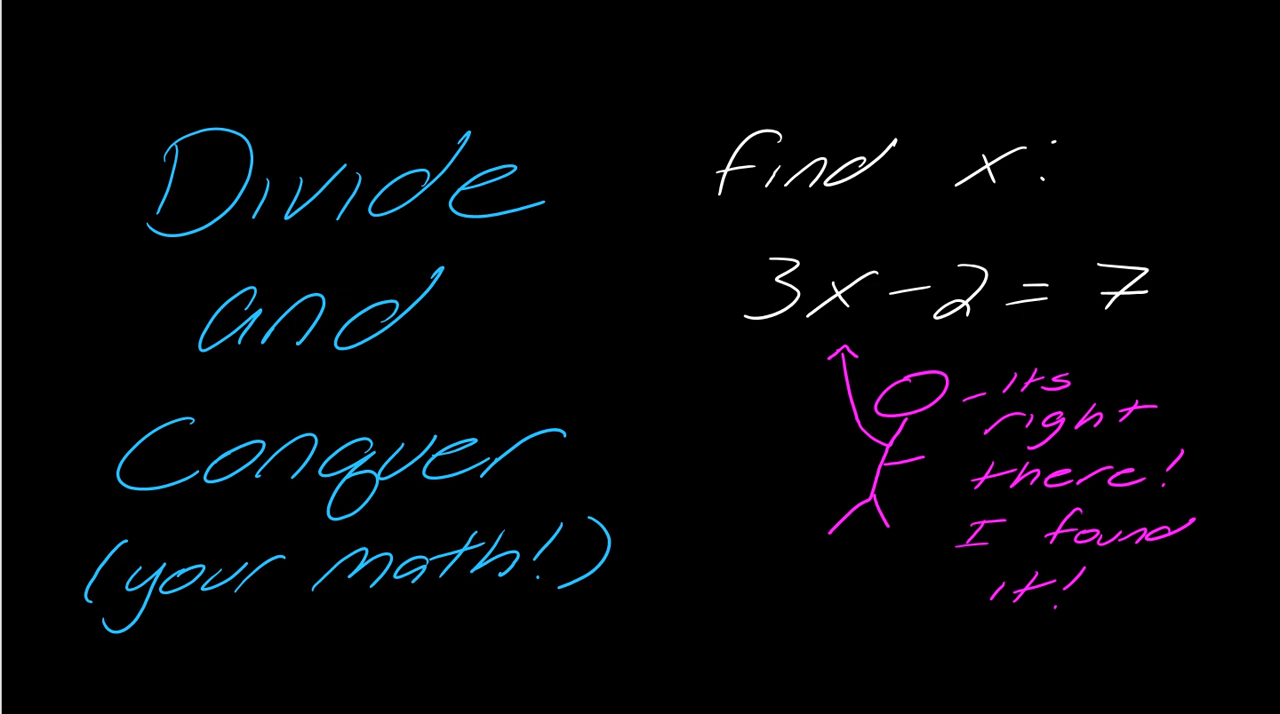 Divide
and
Conquer
(your math!)
find x:
3x-2=7
- its
right
there!
I found
it!